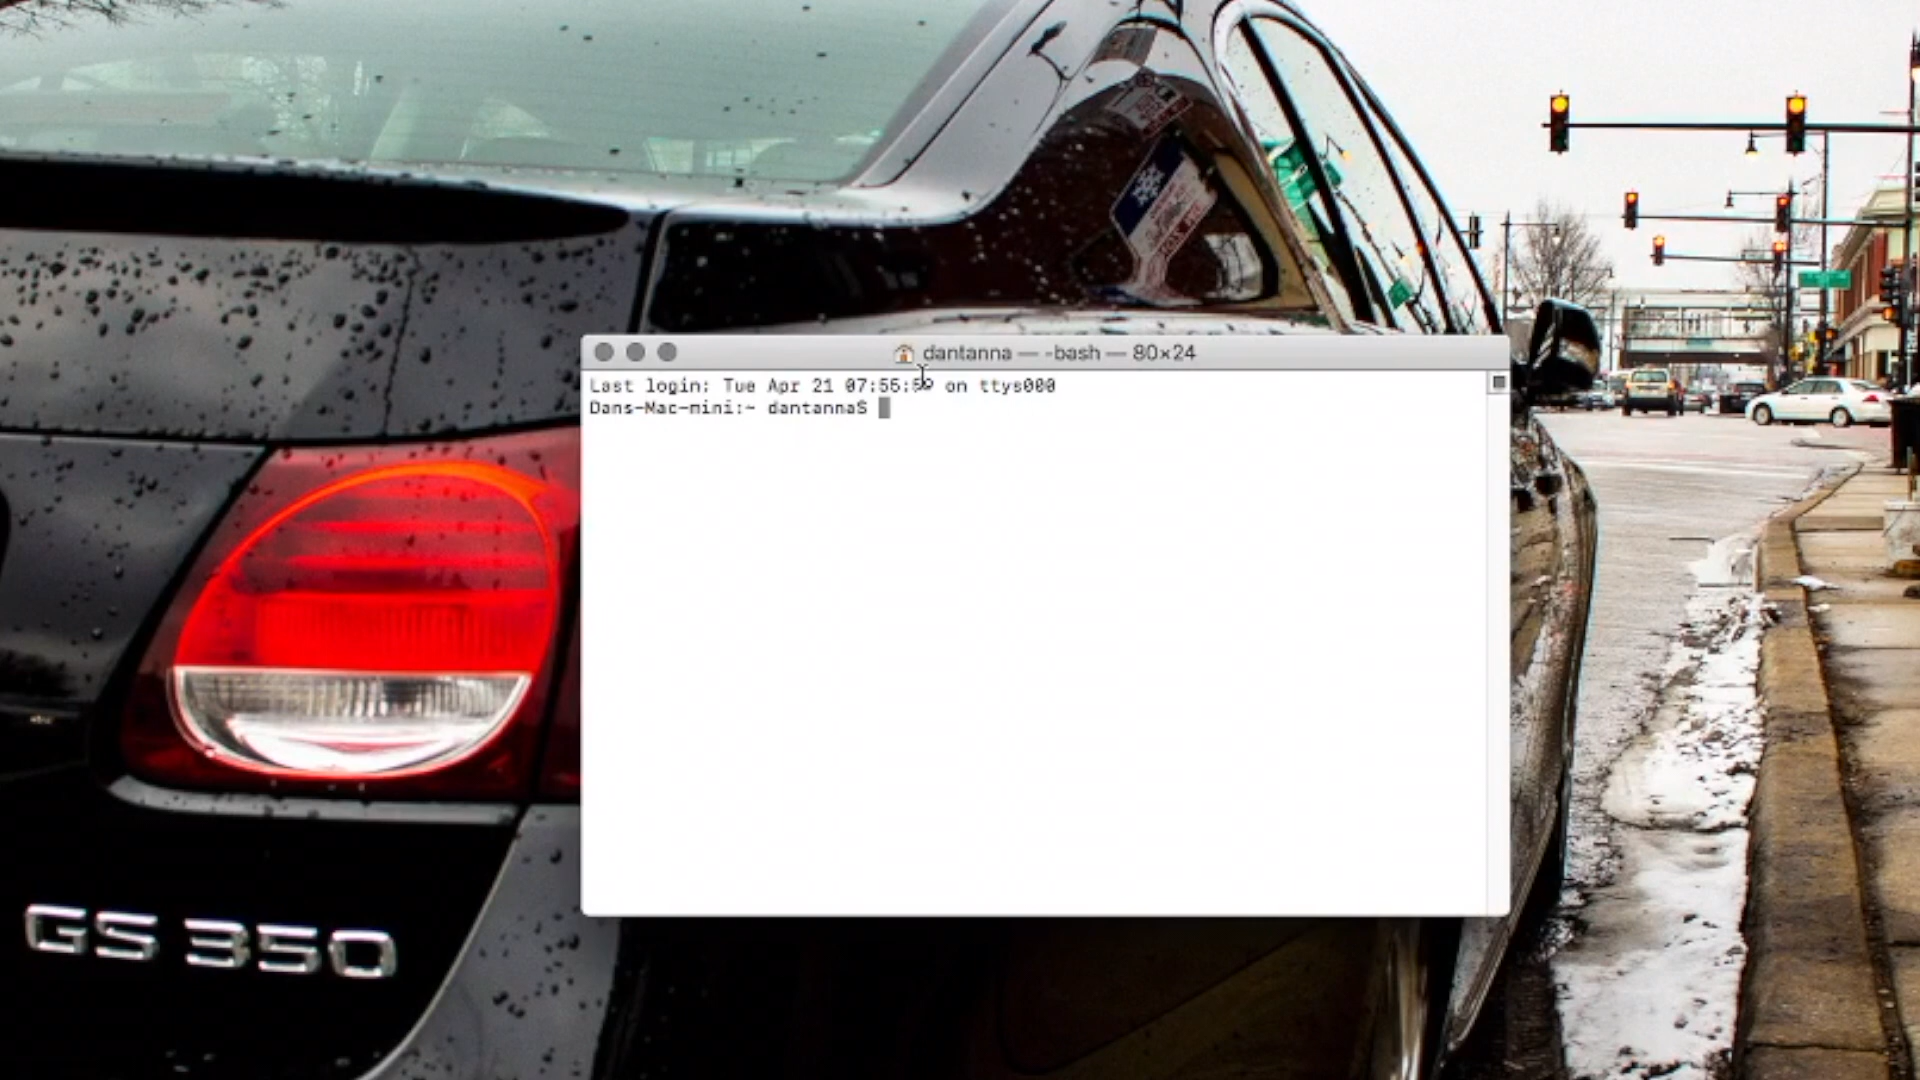 dantanna — -bash — 80×24
Last login: Tue Apr 21 07:55:59 on ttys000
Dans-Mac-mini:~ dantanna$
GS 350